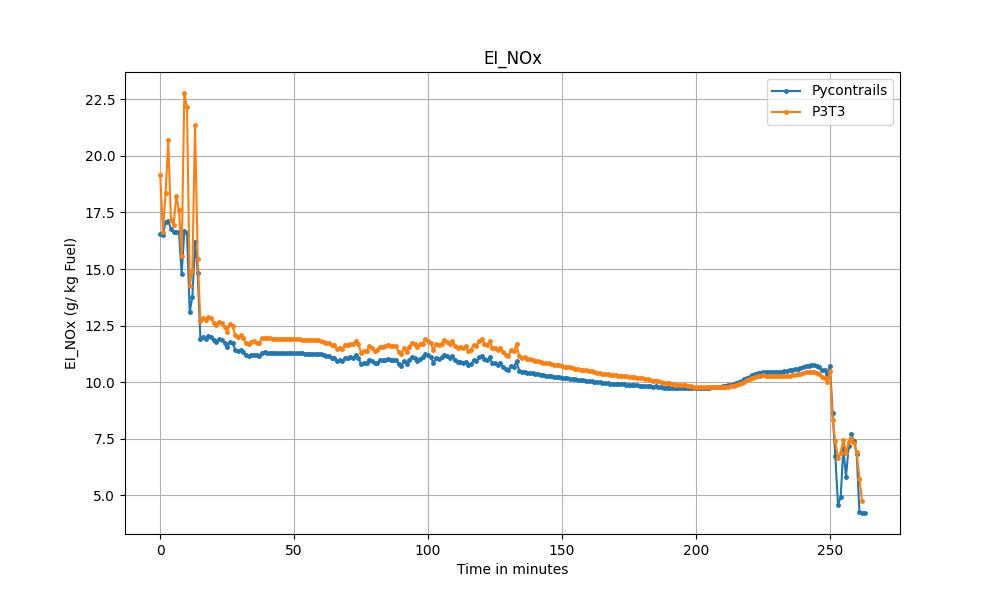 EI_NOx
Pycontrails
P3T3
EI_NOx (g/ kg Fuel)
22.5
20.0
17.5
15.0
12.5
10.0
7.5
5.0
0 50 100 150 200 250
Time in minutes